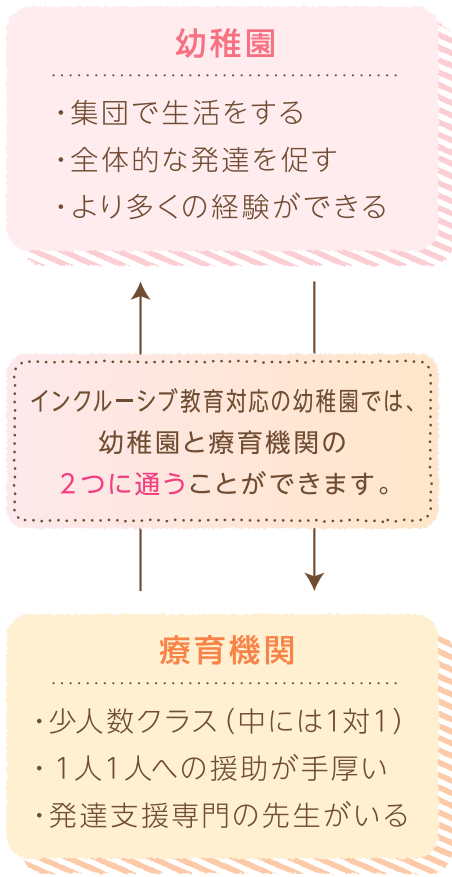 幼稚園
・集団で生活をする
・全体的な発達を促す
・より多くの経験ができる
インクルーシブ教育対応の幼稚園では、
幼稚園と療育機関の
２つに通うことができます。
療育機関
・少人数クラス（中には1対1）
・1人1人への援助が手厚い
・発達支援専門の先生がいる